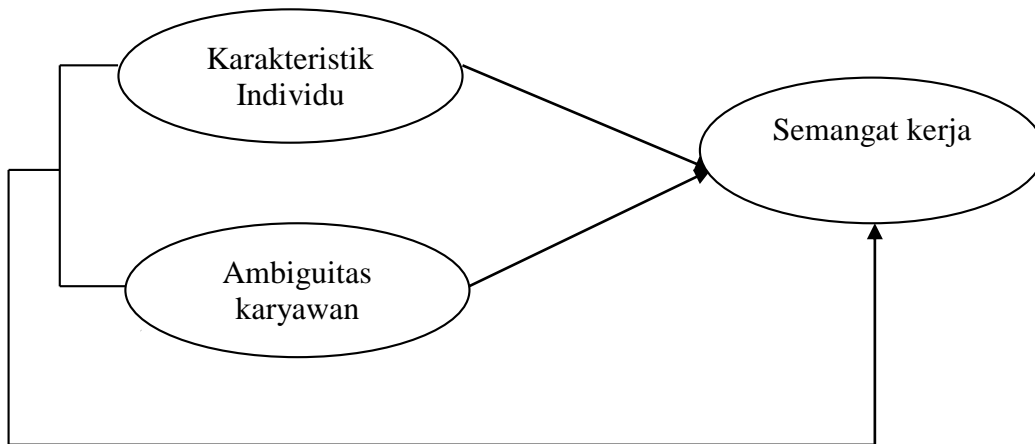 Karakteristik
Individu
Semangat kerja
Ambiguitas
karyawan